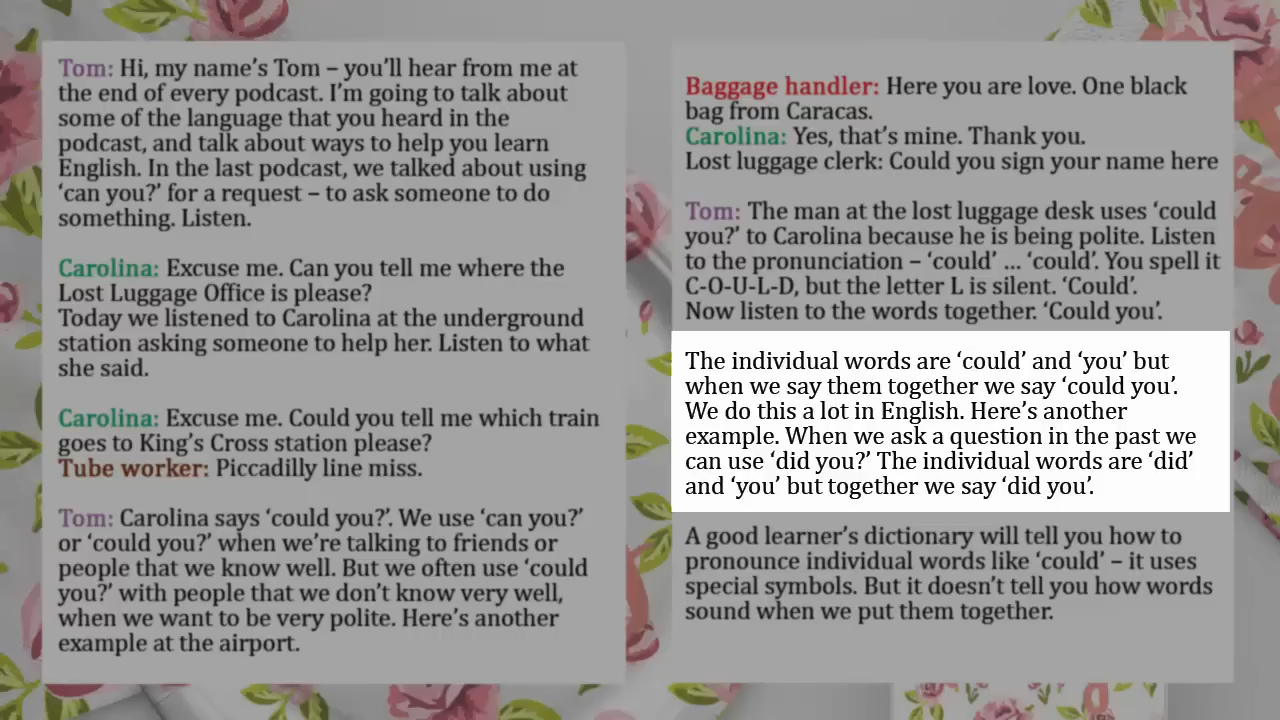 Tom: Hi, my name's Tom – you'll hear from me at
the end of every podcast. I'm going to talk about
some of the language that you heard in the
podcast, and talk about ways to help you learn
English. In the last podcast, we talked about using
‘can you?’ for a request – to ask someone to do
something. Listen.
Carolina: Excuse me. Can you tell me where the
Lost Luggage Office is please?
Today we listened to Carolina at the underground
station asking someone to help her. Listen to what
she said.
Carolina: Excuse me. Could you tell me which train
goes to King's Cross station please?
Tube worker: Piccadilly line miss.
Tom: Carolina says ‘could you?’. We use ‘can you?’
or ‘could you?’ when we're talking to friends or
people that we know well. But we often use ‘could
you?’ with people that we don't know very well,
when we want to be very polite. Here's another
example at the airport.
Baggage handler: Here you are love. One black
bag from Caracas.
Carolina: Yes, that's mine. Thank you.
Lost luggage clerk: Could you sign your name here
Tom: The man at the lost luggage desk uses ‘could
you?’ to Carolina because he is being polite. Listen
to the pronunciation – ‘could’ ... ‘could’. You spell it
C-O-U-L-D, but the letter L is silent. ‘Could’.
Now listen to the words together. ‘Could you’.
The individual words are ‘could’ and ‘you’ but
when we say them together we say ‘could you’.
We do this a lot in English. Here's another
example. When we ask a question in the past we
can use ‘did you?’ The individual words are ‘did’
and ‘you’ but together we say ‘did you’.
A good learner's dictionary will tell you how to
pronounce individual words like ‘could’ – it uses
special symbols. But it doesn't tell you how words
sound when we put them together.